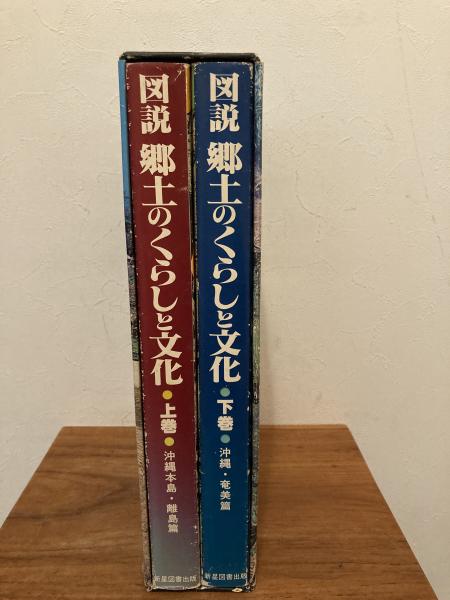 図説 郷土のくらしと文化
上巻
沖縄本島・離島篇
新星図書出版
図説 郷土のくらしと文化
下巻
沖縄・奄美篇
新星図書出版